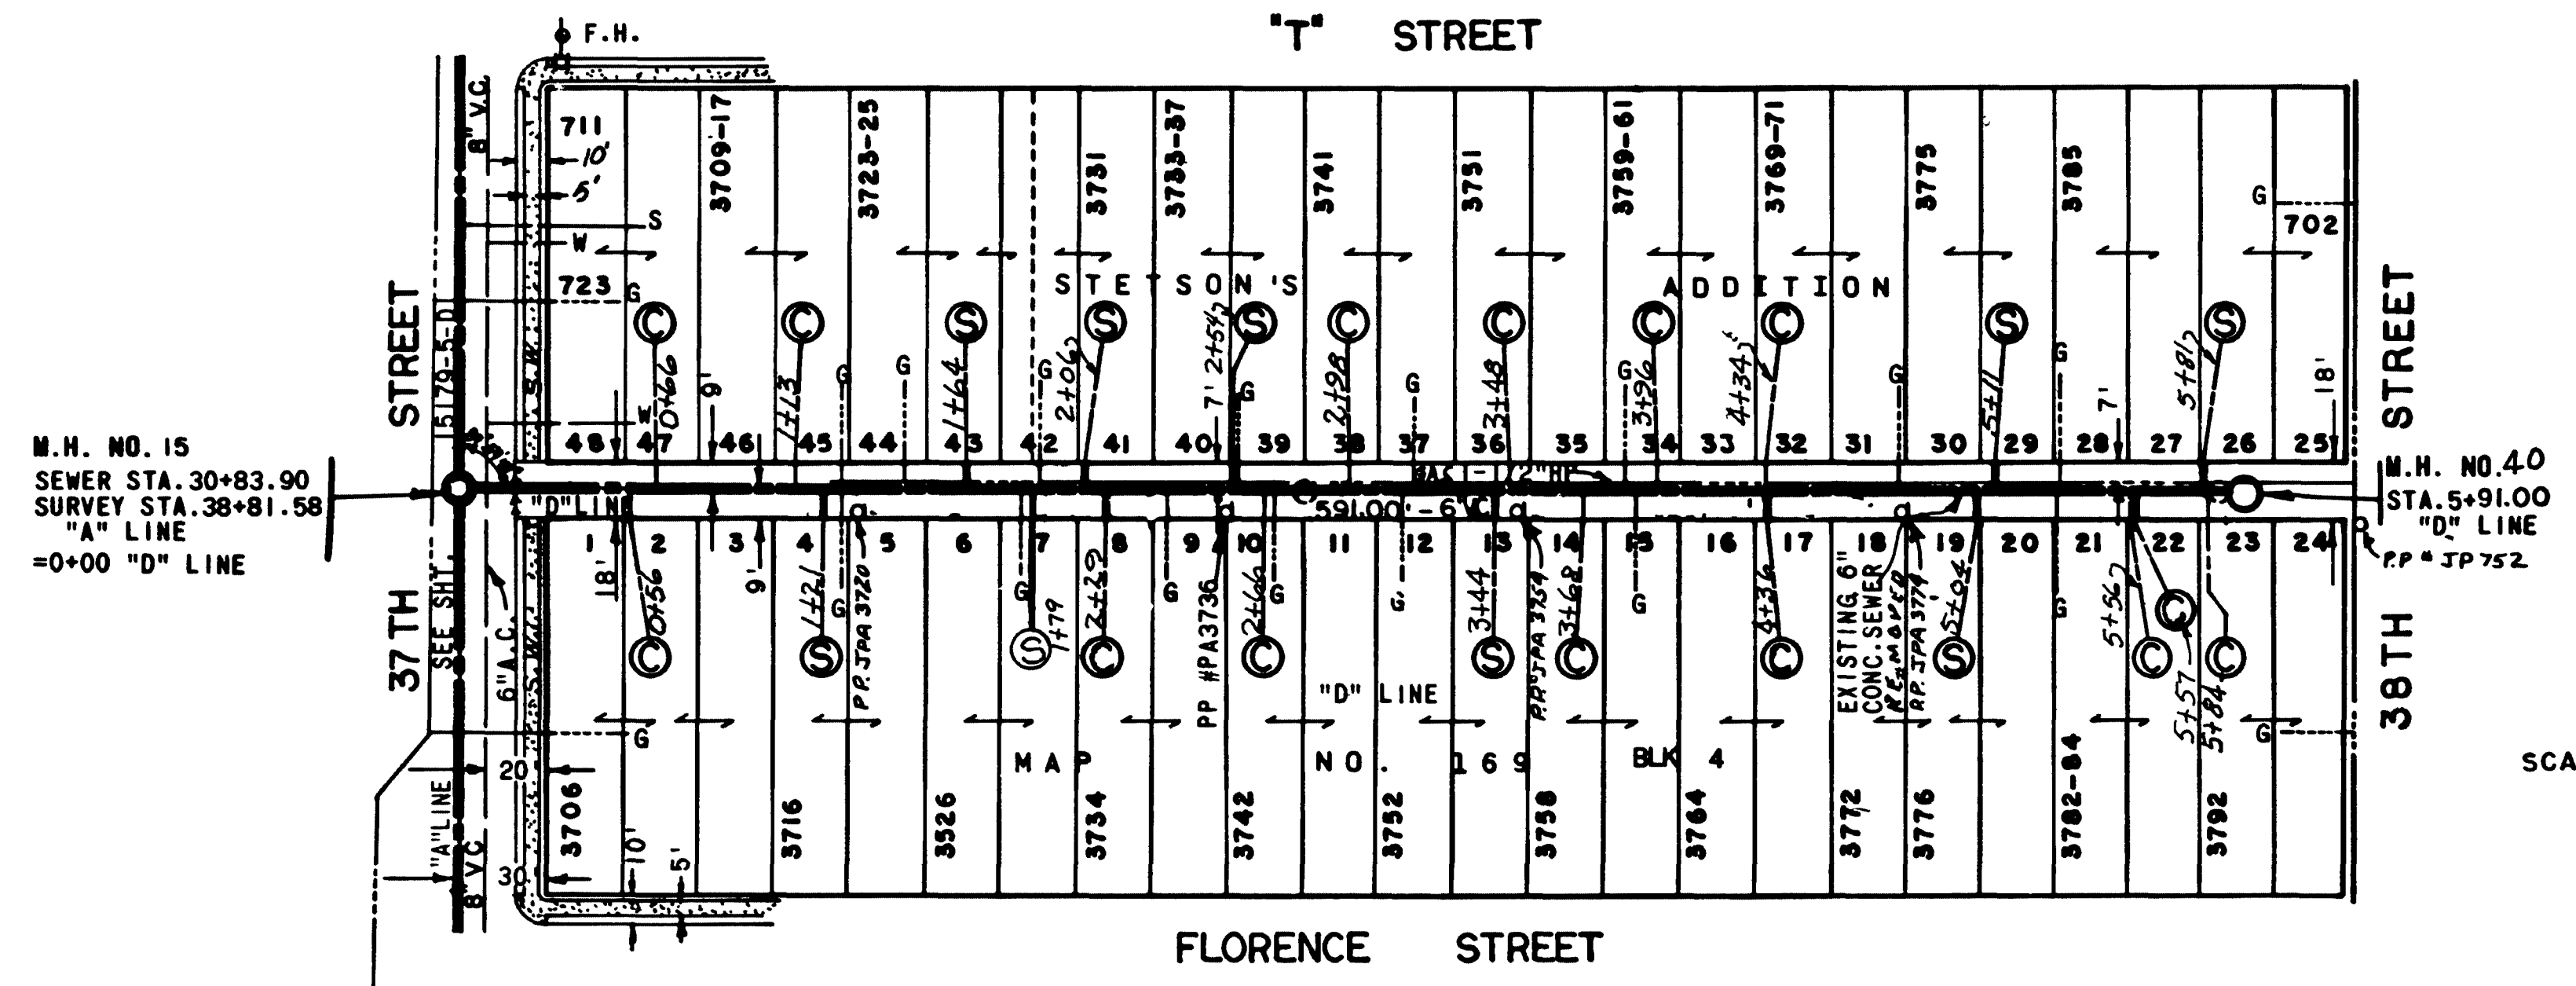 "T" STREET
F.H.
8" V.C.
711
10'
5'
S
W
723
G
3709-17
3723-25
3731
3733-37
3741
3751
3759-61
3769-71
3775
3785
G
702
STETSON'S ADDITION
37TH STREET
38TH STREET
15179-5-D
SEE SHT.
S.W.
W
C C S S S C C C C S S
0+66
9'
1+13
G
G
1+64
G
2+06
7'
2+54
G
2+98
G
3+48
G
3+96
4+34
G
5+11
G
7'
5+81
18'
48 47 46 45 44 43 42 41 40 39 38 37 36 35 34 33 32 31 30 29 28 27 26 25
M.H. NO. 15
SEWER STA. 30+83.90
SURVEY STA. 38+81.58
"A" LINE
=0+00 "D" LINE
"D" LINE
591.00'-6"
M.H. NO. 40
STA. 5+91.00
"D" LINE
P.P # JP 752
1 2 3 4 5 6 7 8 9 10 11 12 13 14 15 16 17 18 19 20 21 22 23 24
6" A.C.
S.W.
18'
0+56
9'
1+21
G
P.P. JPA 3720
G
1+79
2+29
G
PP #PA3736
2+66
G
G
3+44
P.P. JPA 3754
3+68
G
4+36
EXISTING 6"
CONC. SEWER
REMOVED
P.P. JPA 3774
5+04
G
5+56
5+57
5+84
C S S C C S C C S C C C
"D" LINE
G
G
MAP NO. 169 BLK 4
SCA
20
30
"A" LINE
8" VC
3706
10'
5'
3716
3526
3734
3742
3752
3758
3764
3772
3776
3782-84
3792
FLORENCE STREET